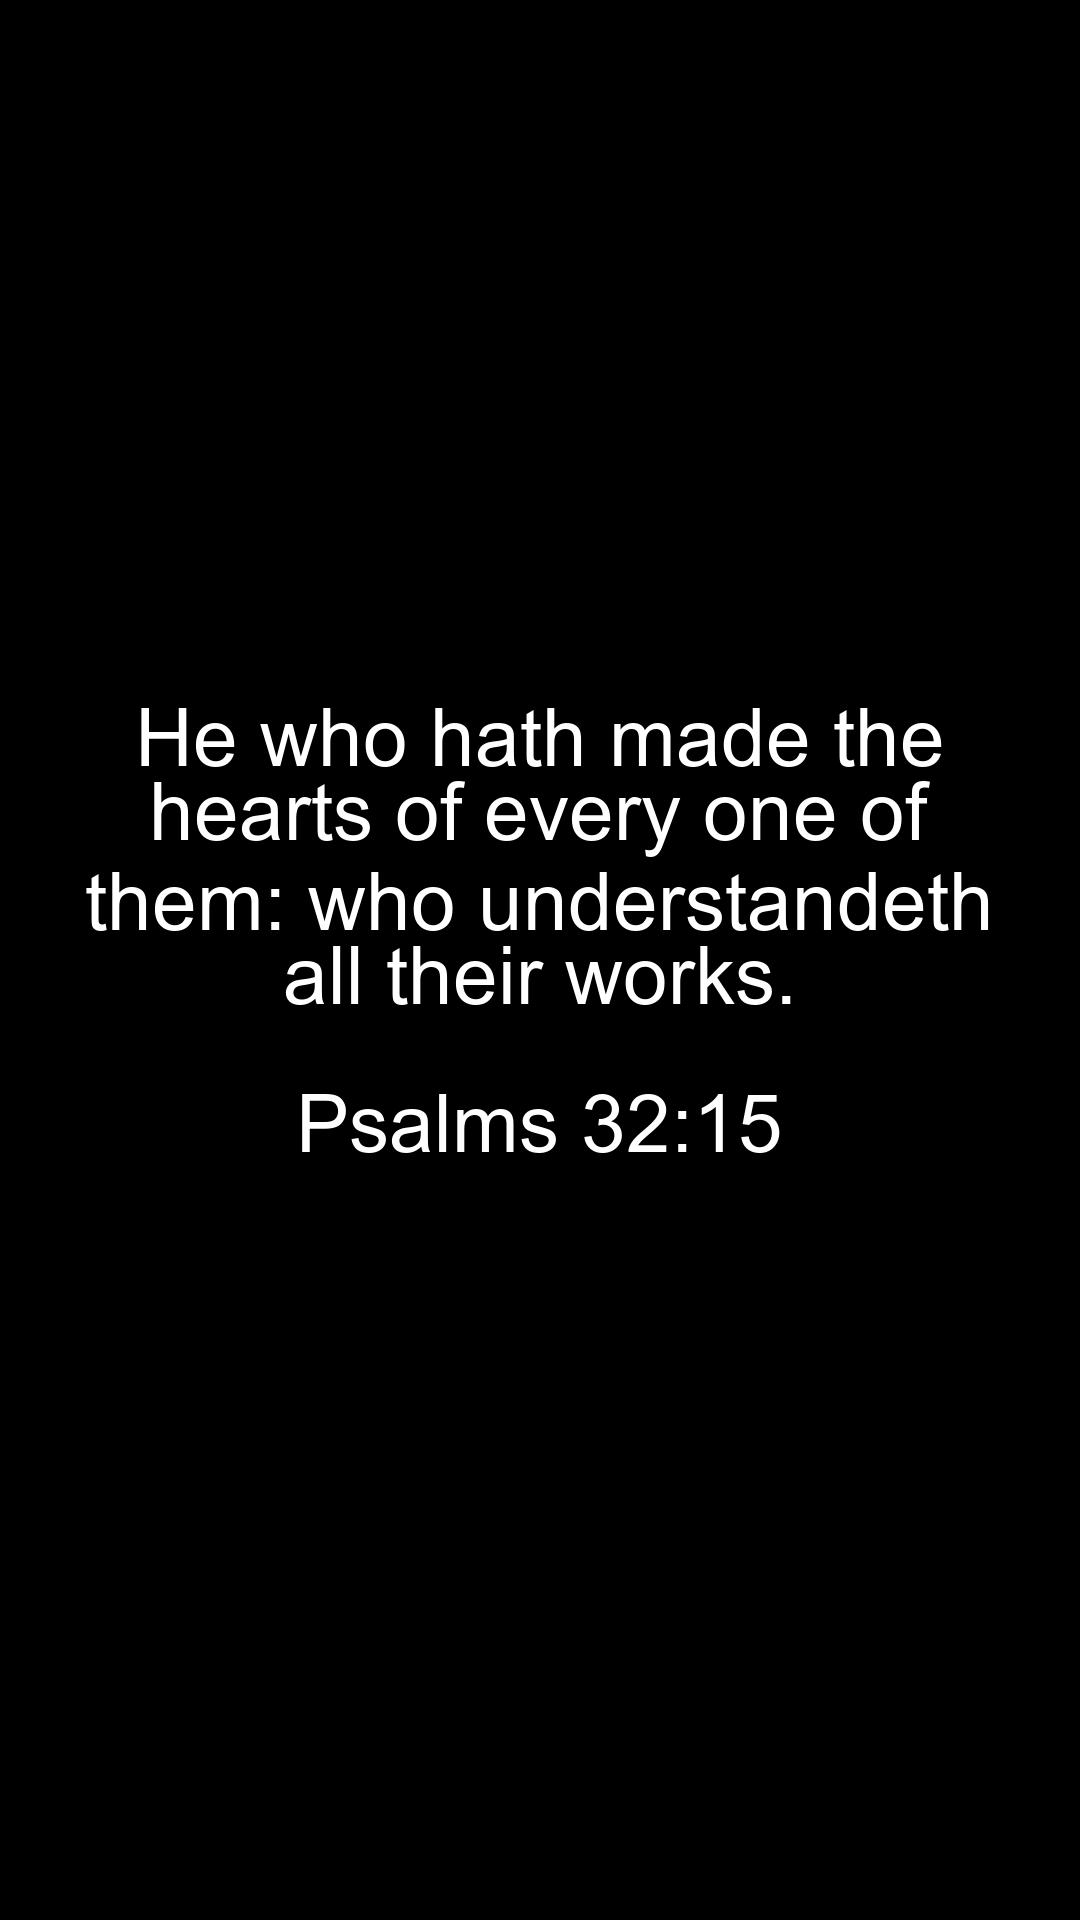 He who hath made the
hearts of every one of
them: who understandeth
all their works.
Psalms 32:15